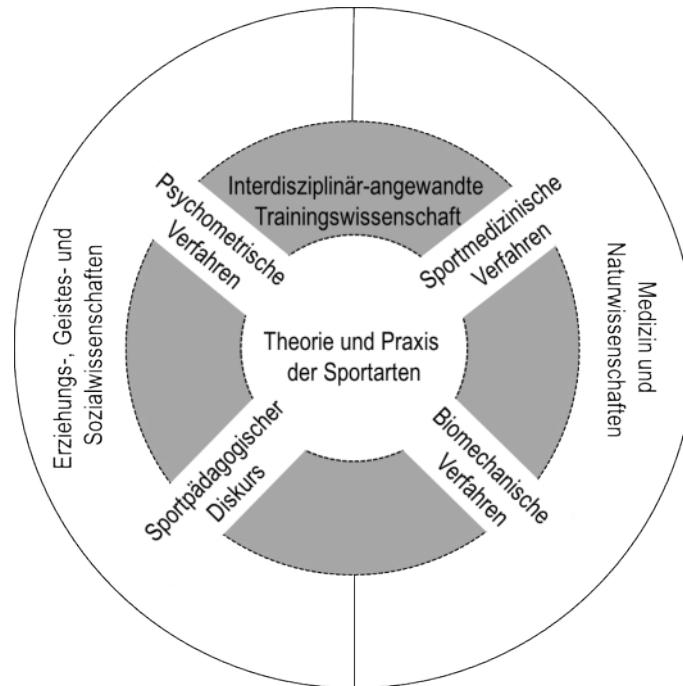 Interdisziplinär-angewandte
Trainingswissenschaft
Psychometrische
Verfahren
Sportmedizinische
Verfahren
Erziehungs-, Geistes- und
Sozialwissenschaften
Medizin und
Naturwissenschaften
Theorie und Praxis
der Sportarten
Sportpädagogischer
Diskurs
Biomechanische
Verfahren